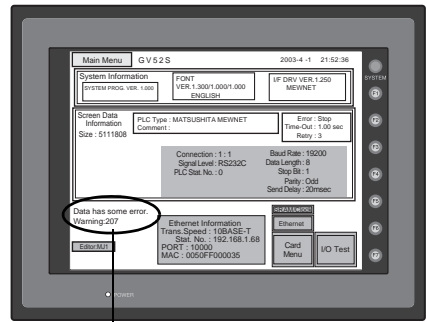 Main Menu GV52S 2003-4 -1 21:52:36
System Information
SYSTEM PROG. VER. 1.000
FONT
VER.1.300/1.000/1.000
ENGLISH
I/F DRV VER.1.250
MEWNET
SYSTEM
F1
F2
F3
F4
F5
F6
F7
Screen Data
Information
Size : 5111808
PLC Type : MATSUSHITA MEWNET
Comment :
Error : Stop
Time-Out : 1.00 sec
Retry : 3
Connection : 1 : 1
Signal Level : RS232C
PLC Stat. No. : 0
Baud Rate : 19200
Data Length : 8
Stop Bit : 1
Parity : Odd
Send Delay : 20msec
Data has some error.
Warning:207
Editor:MJ1
Ethernet Information
Trans.Speed : 10BASE-T
Stat. No. : 192.168.1.68
PORT : 10000
MAC : 0050FF000035
Ethernet
Card
Menu
I/O Test
POWER